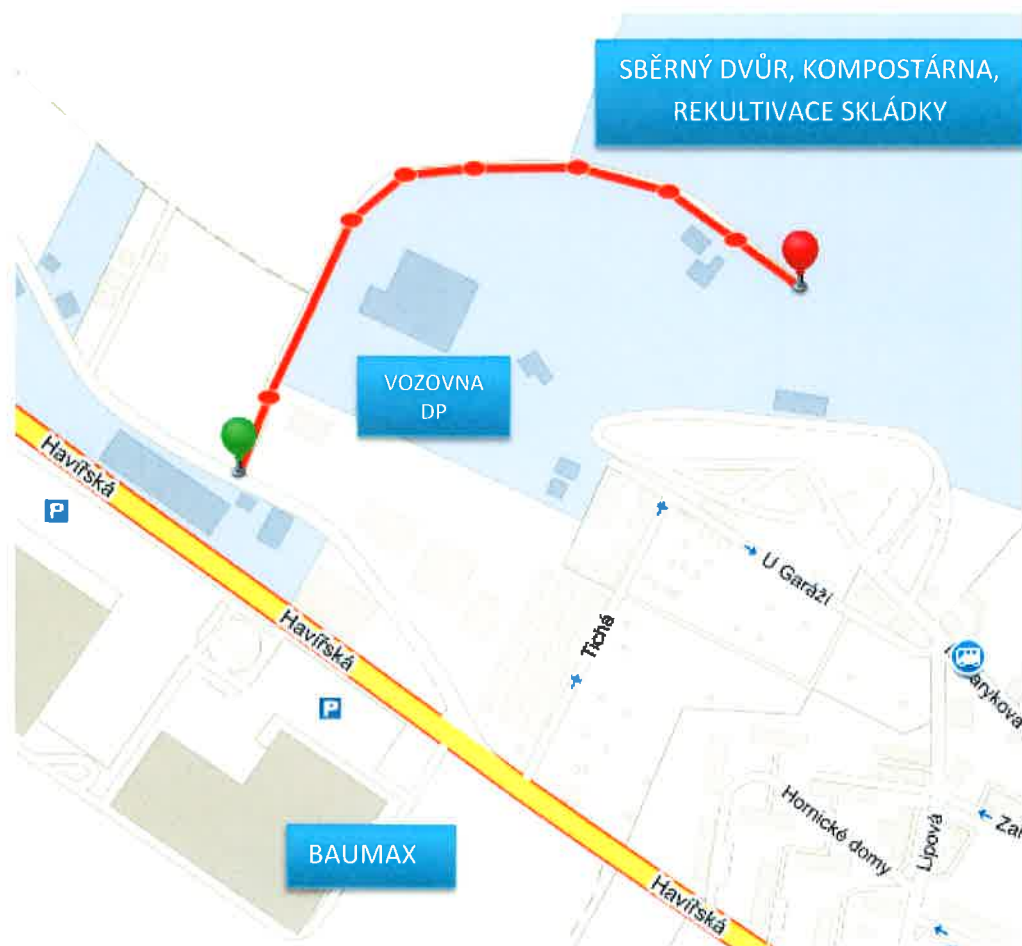 SBĚRNÝ DVŮR, KOMPOSTÁRNA,
REKULTIVACE SKLÁDKY
VOZOVNA
DP
Havířská
P
U Garáží
Tichá
Havířská
P
Hornické domy
Lipová
BAUMAX
Havířská